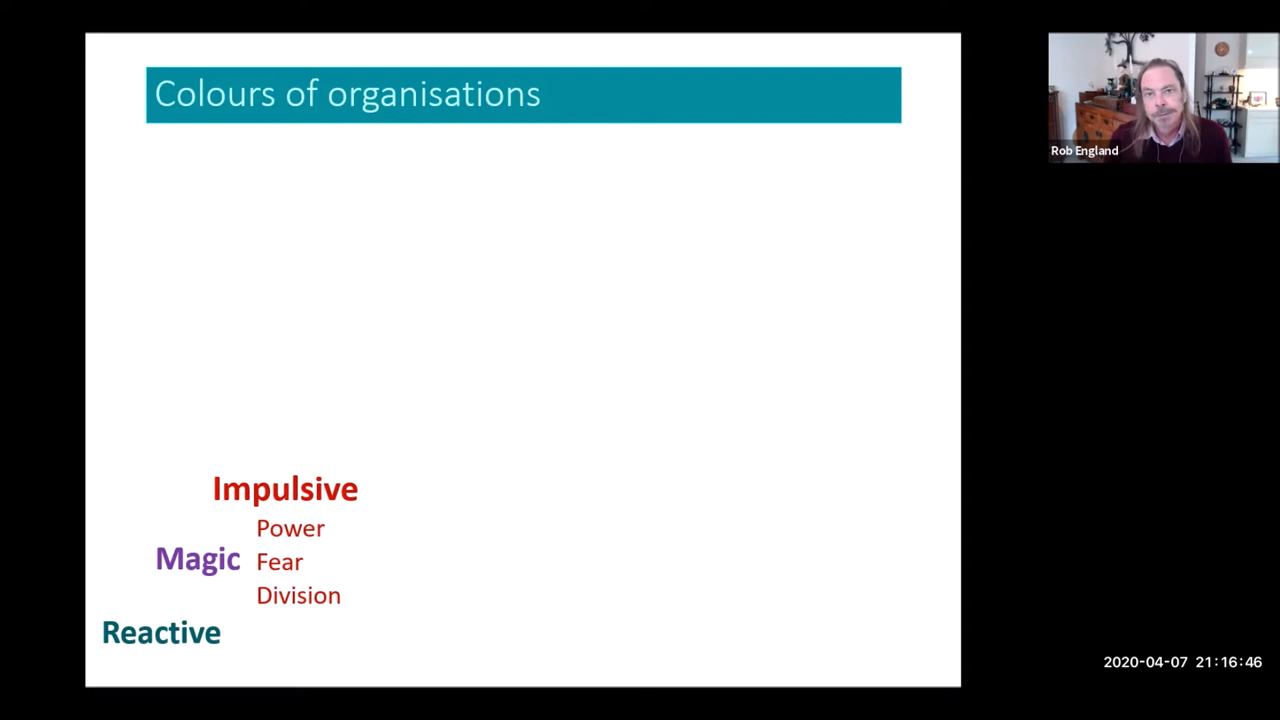 Colours of organisations
Rob England
Impulsive
Power
Magic
Fear
Division
Reactive
2020-04-07 21:16:46